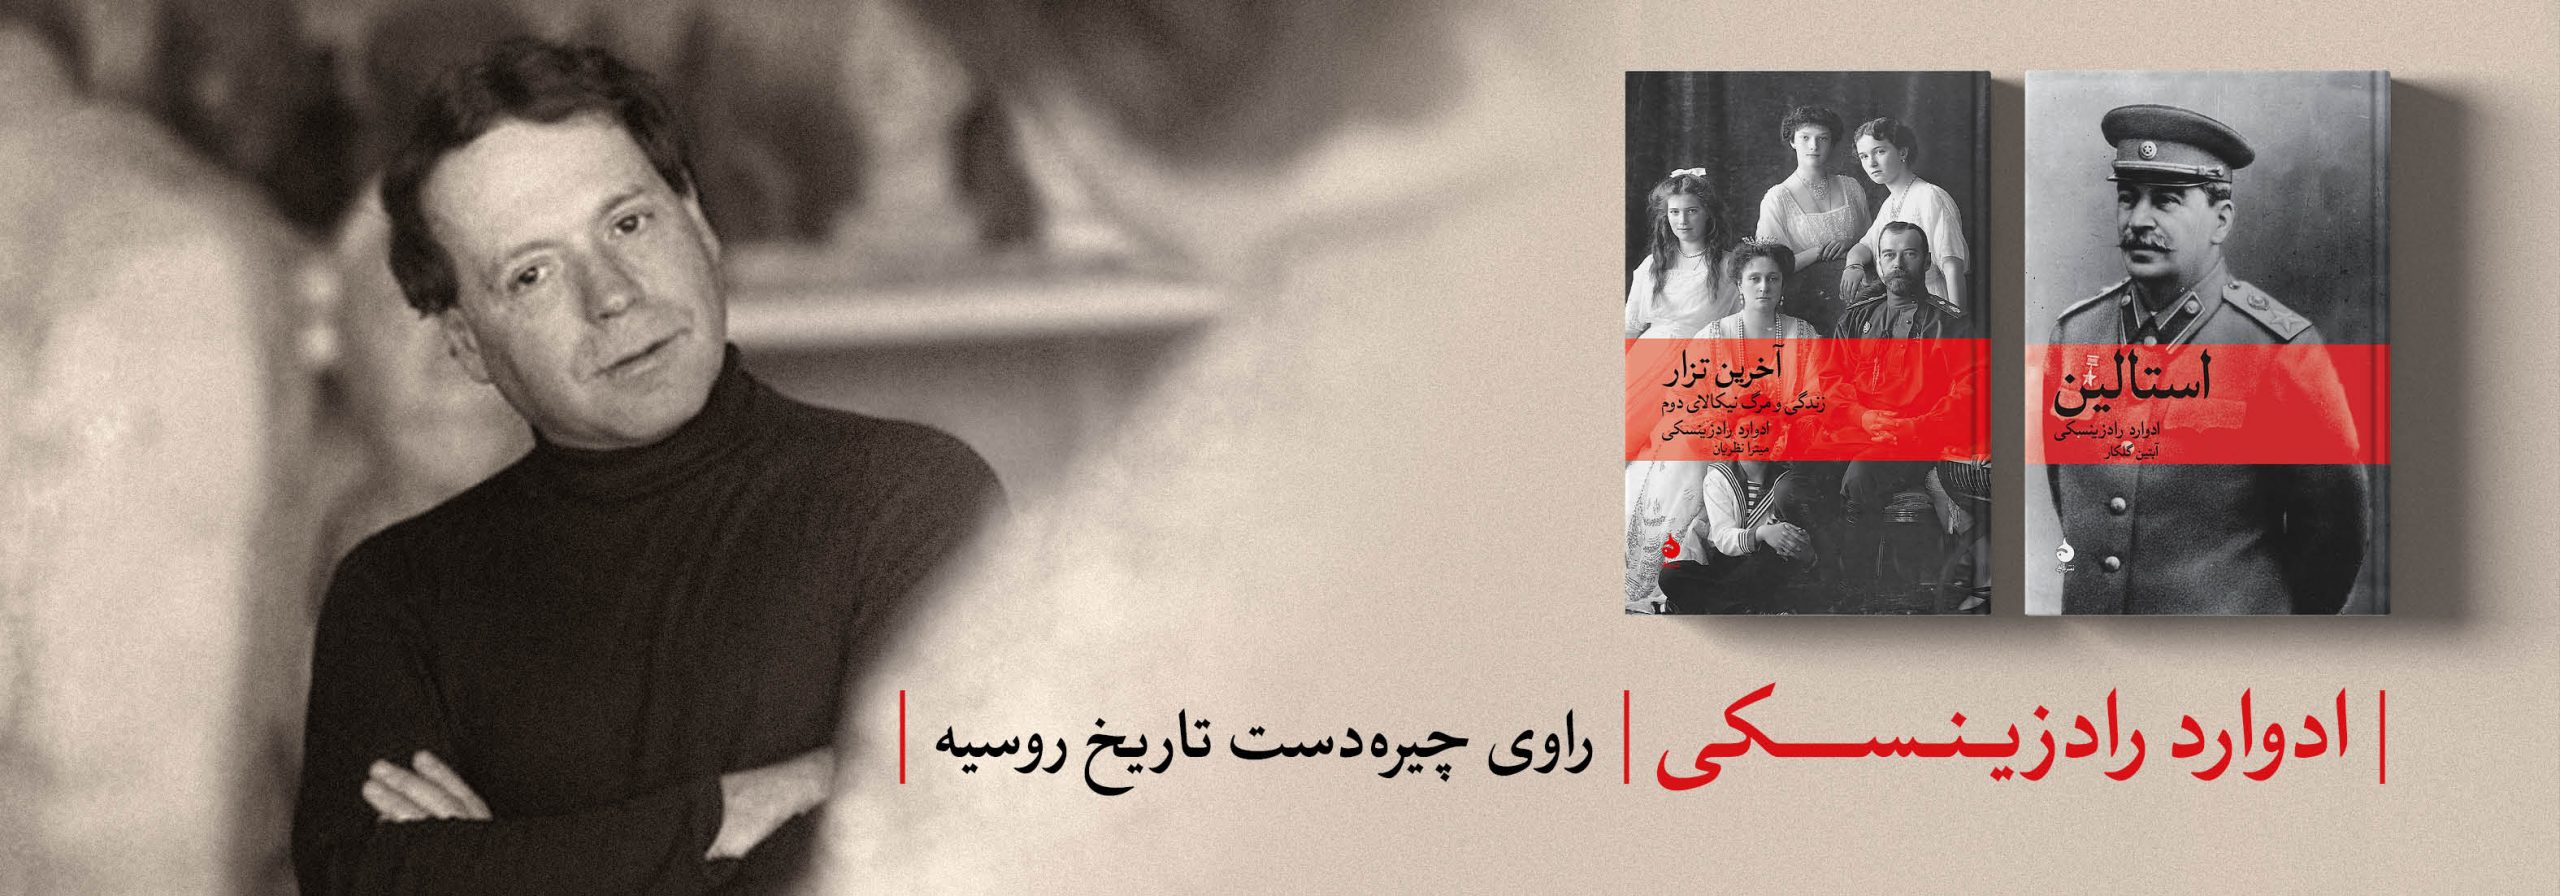 آخرین تزار
زندگی و مرگ نیکالای دوم
ادوارد رادزینسکی
میترا نظریان
استالین
ادوارد رادزینسکی
آبتین گلکار
| ادوارد رادزینــســـــکی | راوی چیره‌دست تاریخ روسیه |